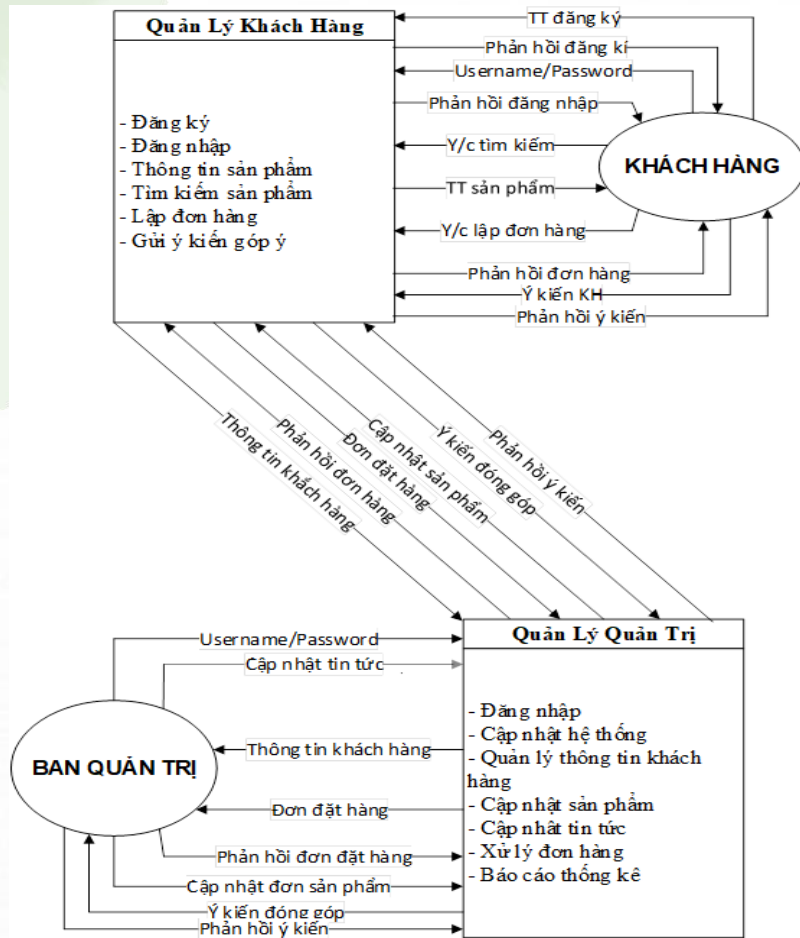 Quản Lý Khách Hàng
- Đăng ký
- Đăng nhập
- Thông tin sản phẩm
- Tìm kiếm sản phẩm
- Lập đơn hàng
- Gửi ý kiến góp ý
TT đăng ký
Phản hồi đăng kí
Username/Password
Phản hồi đăng nhập
Y/c tìm kiếm
TT sản phẩm
Y/c lập đơn hàng
Phản hồi đơn hàng
Ý kiến KH
Phản hồi ý kiến
KHÁCH HÀNG
Thông tin khách hàng
Phản hồi đơn hàng
Đơn đặt hàng
Cập nhật sản phẩm
Ý kiến đóng góp
Phản hồi ý kiến
Username/Password
Cập nhật tin tức
Thông tin khách hàng
Đơn đặt hàng
Phản hồi đơn đặt hàng
Cập nhật đơn sản phẩm
Ý kiến đóng góp
Phản hồi ý kiến
BAN QUẢN TRỊ
Quản Lý Quản Trị
- Đăng nhập
- Cập nhật hệ thống
- Quản lý thông tin khách
hàng
- Cập nhật sản phẩm
- Cập nhât tin tức
- Xử lý đơn hàng
- Báo cáo thống kê